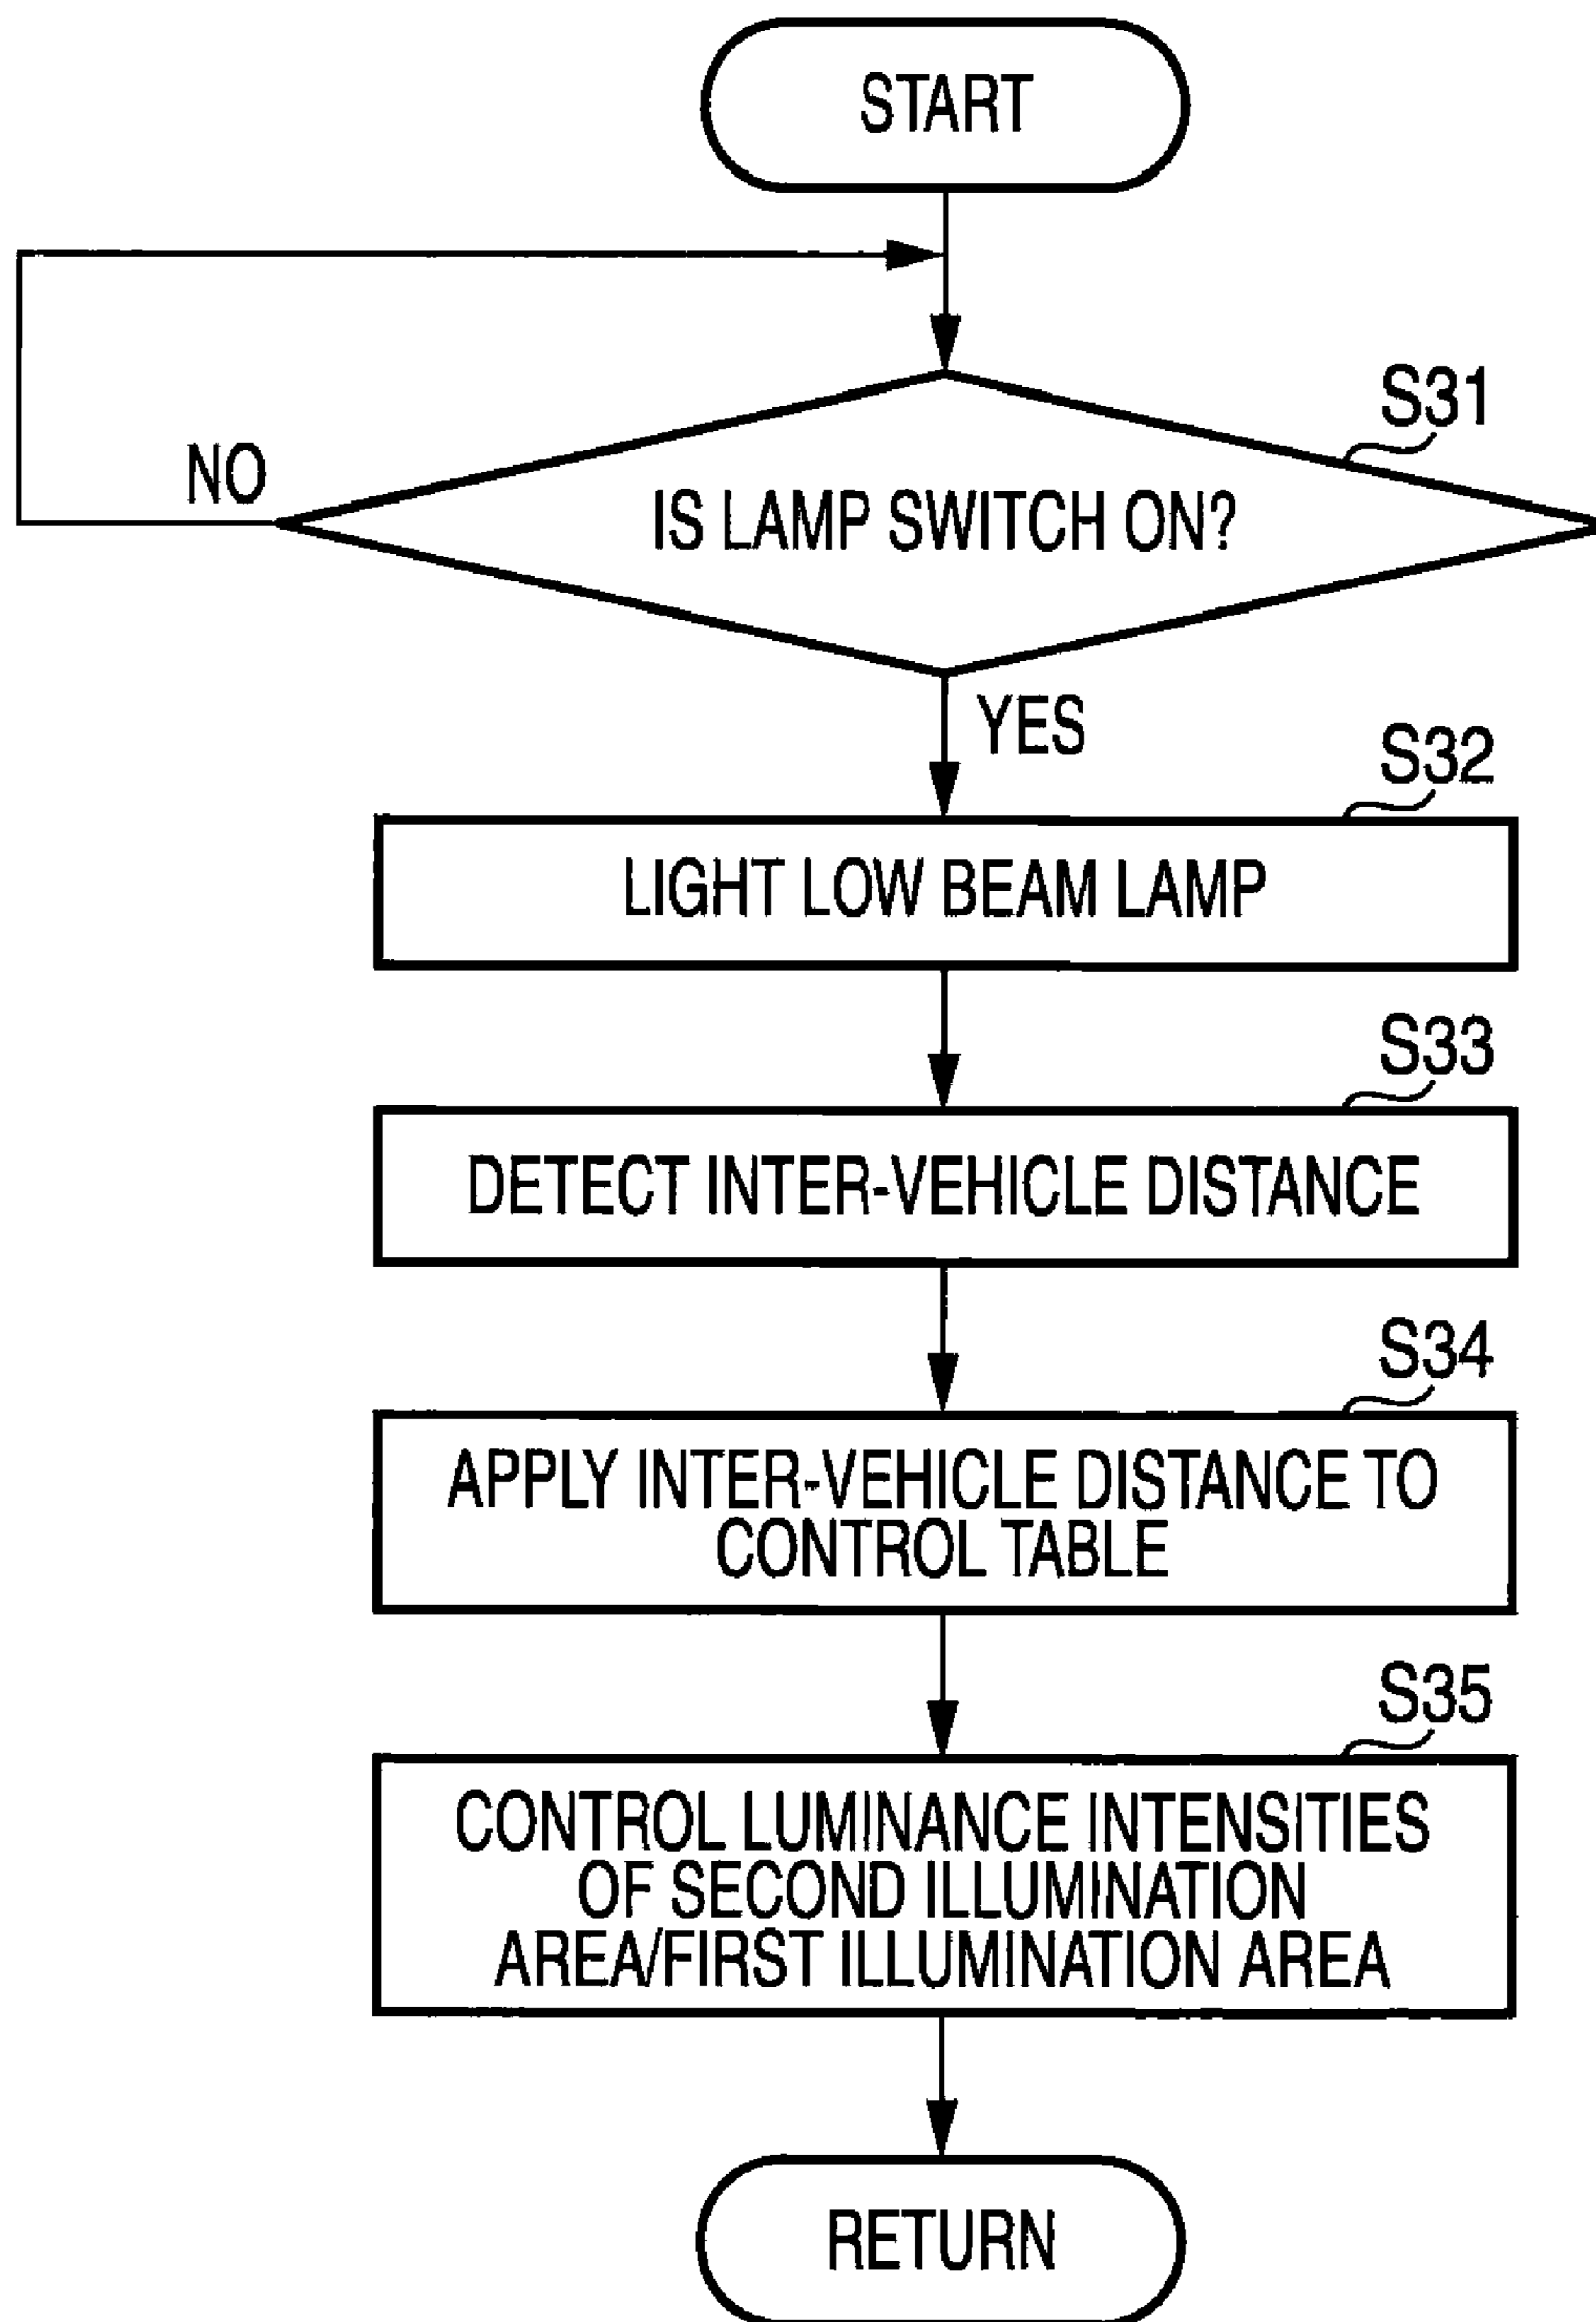 START
S31
IS LAMP SWITCH ON?
NO
YES
S32
LIGHT LOW BEAM LAMP
S33
DETECT INTER-VEHICLE DISTANCE
S34
APPLY INTER-VEHICLE DISTANCE TO
CONTROL TABLE
S35
CONTROL LUMINANCE INTENSITIES
OF SECOND ILLUMINATION
AREA/FIRST ILLUMINATION AREA
RETURN